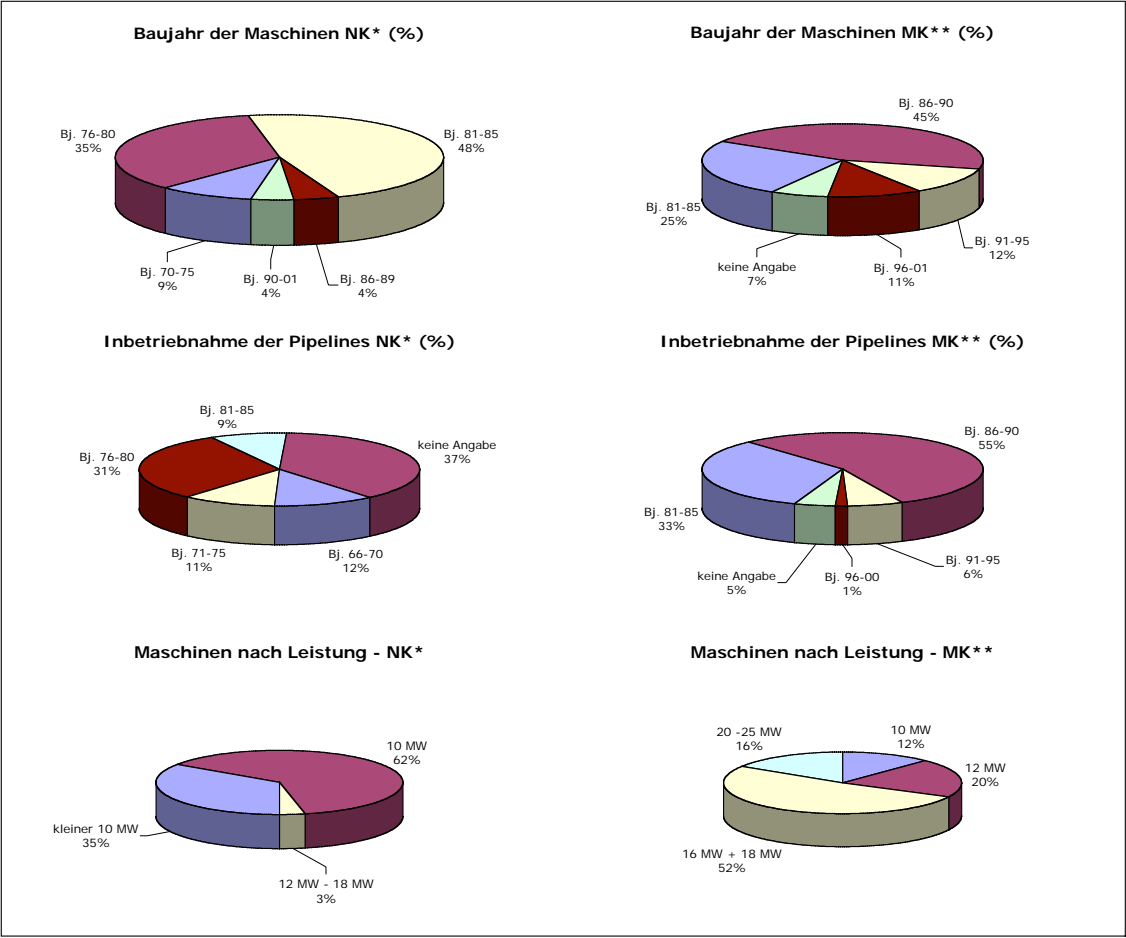 Baujahr der Maschinen NK* (%)
Bj. 76-80
35%
Bj. 81-85
48%
Bj. 70-75
9%
Bj. 90-01
4%
Bj. 86-89
4%
Baujahr der Maschinen MK** (%)
Bj. 86-90
45%
Bj. 81-85
25%
keine Angabe
7%
Bj. 96-01
11%
Bj. 91-95
12%
Inbetriebnahme der Pipelines NK* (%)
Bj. 81-85
9%
keine Angabe
37%
Bj. 76-80
31%
Bj. 71-75
11%
Bj. 66-70
12%
Inbetriebnahme der Pipelines MK** (%)
Bj. 86-90
55%
Bj. 81-85
33%
keine Angabe
5%
Bj. 96-00
1%
Bj. 91-95
6%
Maschinen nach Leistung - NK*
10 MW
62%
kleiner 10 MW
35%
12 MW - 18 MW
3%
Maschinen nach Leistung - MK**
20 -25 MW
16%
10 MW
12%
12 MW
20%
16 MW + 18 MW
52%